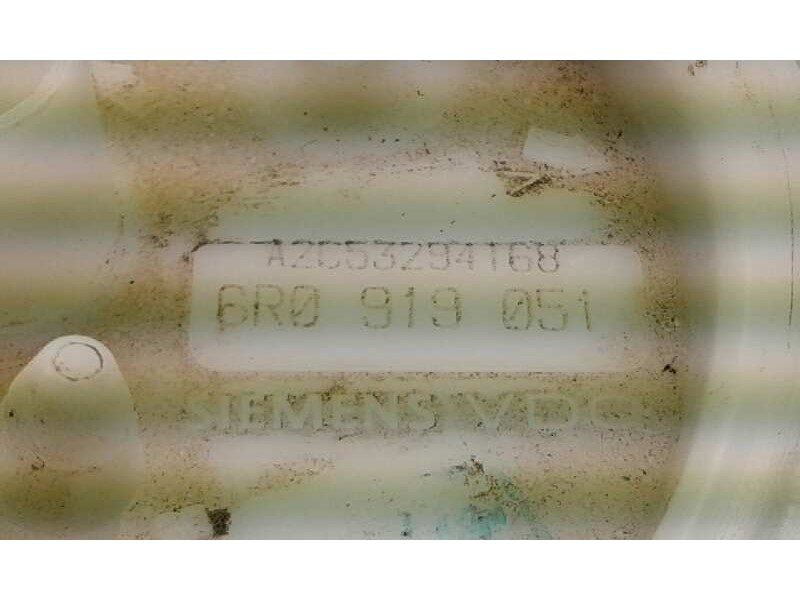 A2C53294168
6R0 919 051
SIEMENS VDO